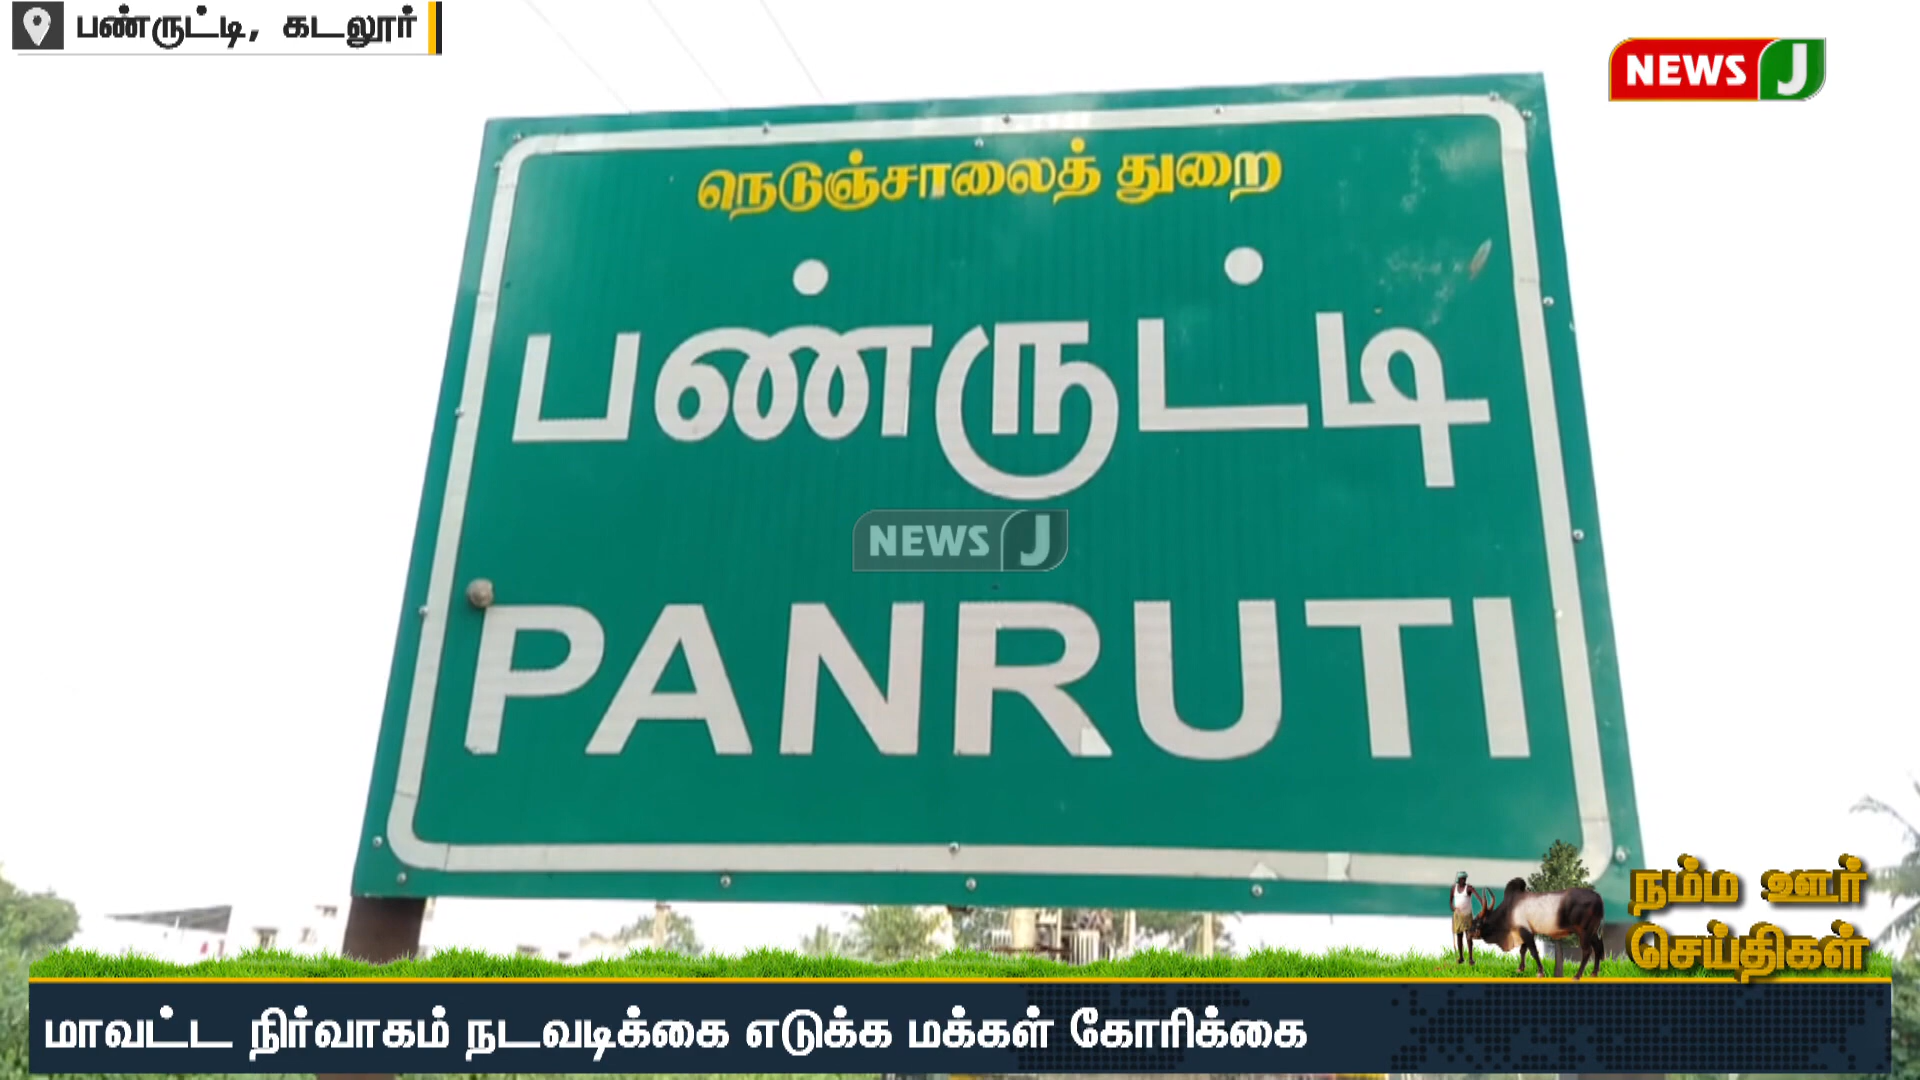 பண்ருட்டி, கடலூர்
NEWS J
நெடுஞ்சாலைத் துறை
பண்ருட்டி
NEWS J
PANRUTI
நம்ம ஊர்
செய்திகள்
மாவட்ட நிர்வாகம் நடவடிக்கை எடுக்க மக்கள் கோரிக்கை